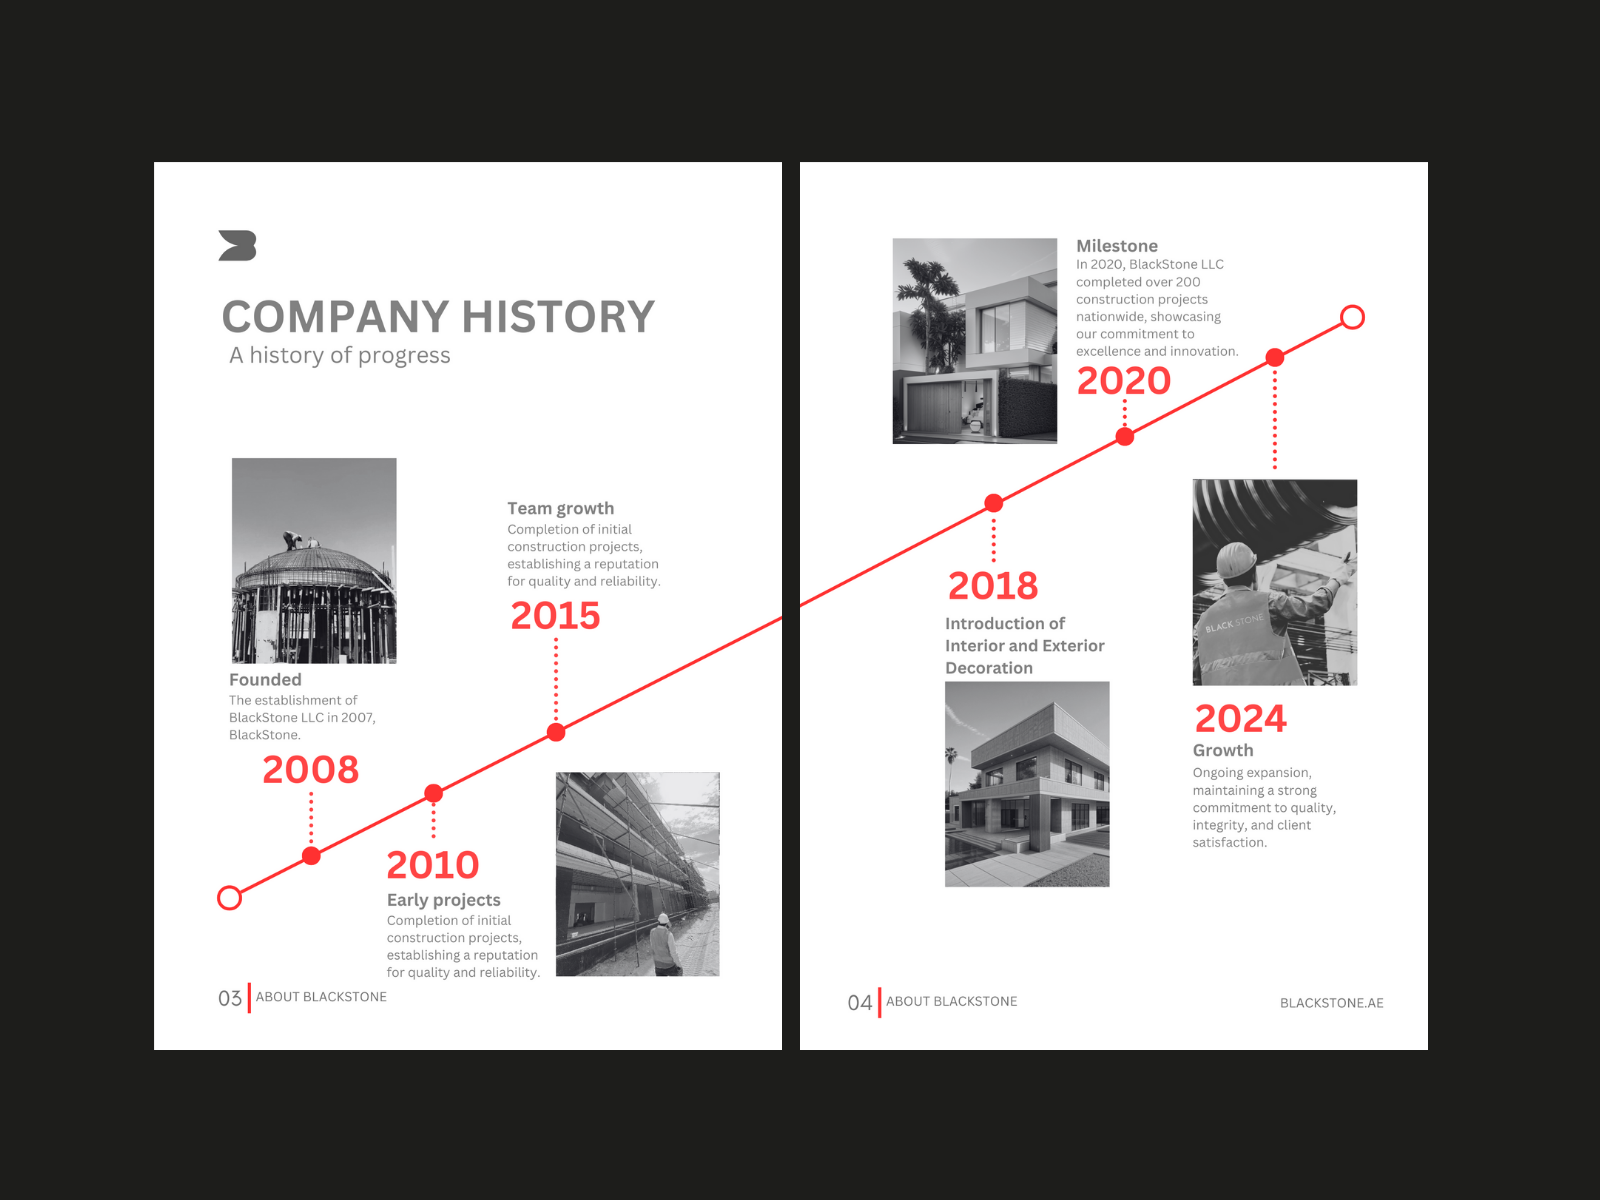 COMPANY HISTORY
A history of progress
Founded
The establishment of
BlackStone LLC in 2007,
BlackStone.
2008
2010
Early projects
Completion of initial
construction projects,
establishing a reputation
for quality and reliability.
Team growth
Completion of initial
construction projects,
establishing a reputation
for quality and reliability.
2015
03 ABOUT BLACKSTONE
2018
Introduction of
Interior and Exterior
Decoration
Milestone
In 2020, BlackStone LLC
completed over 200
construction projects
nationwide, showcasing
our commitment to
excellence and innovation.
2020
BLACK STONE
2024
Growth
Ongoing expansion,
maintaining a strong
commitment to quality,
integrity, and client
satisfaction.
04 ABOUT BLACKSTONE
BLACKSTONE.AE